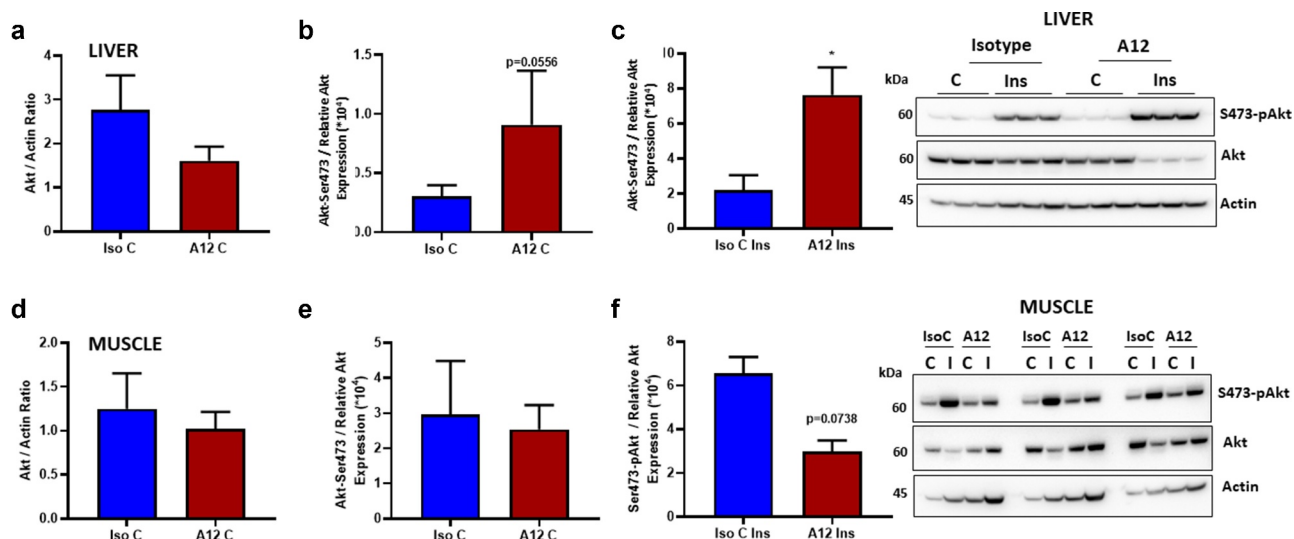 a
LIVER
Akt / Actin Ratio
4
3
2
1
0
Iso C
A12 C
b
Akt-Ser473 / Relative Akt
Expression (*10⁴)
1.5
1.0
0.5
0.0
p=0.0556
Iso C
A12 C
c
Akt-Ser473 / Relative Akt
Expression (*10⁴)
10
8
6
4
2
0
*
Iso C Ins
A12 Ins
LIVER
Isotype
A12
kDa
C
Ins
C
Ins
60
S473-pAkt
60
Akt
45
Actin
d
MUSCLE
Akt / Actin Ratio
2.0
1.5
1.0
0.5
0.0
Iso C
A12 C
e
Akt-Ser473 / Relative Akt
Expression (*10⁴)
5
4
3
2
1
0
Iso C
A12 C
f
Ser473-pAkt / Relative Akt
Expression (*10⁴)
8
6
4
2
0
p=0.0738
Iso C Ins
A12 Ins
MUSCLE
IsoC A12 IsoC A12 IsoC A12
C I C I C I C I C I C I
kDa
60
S473-pAkt
60
Akt
45
Actin